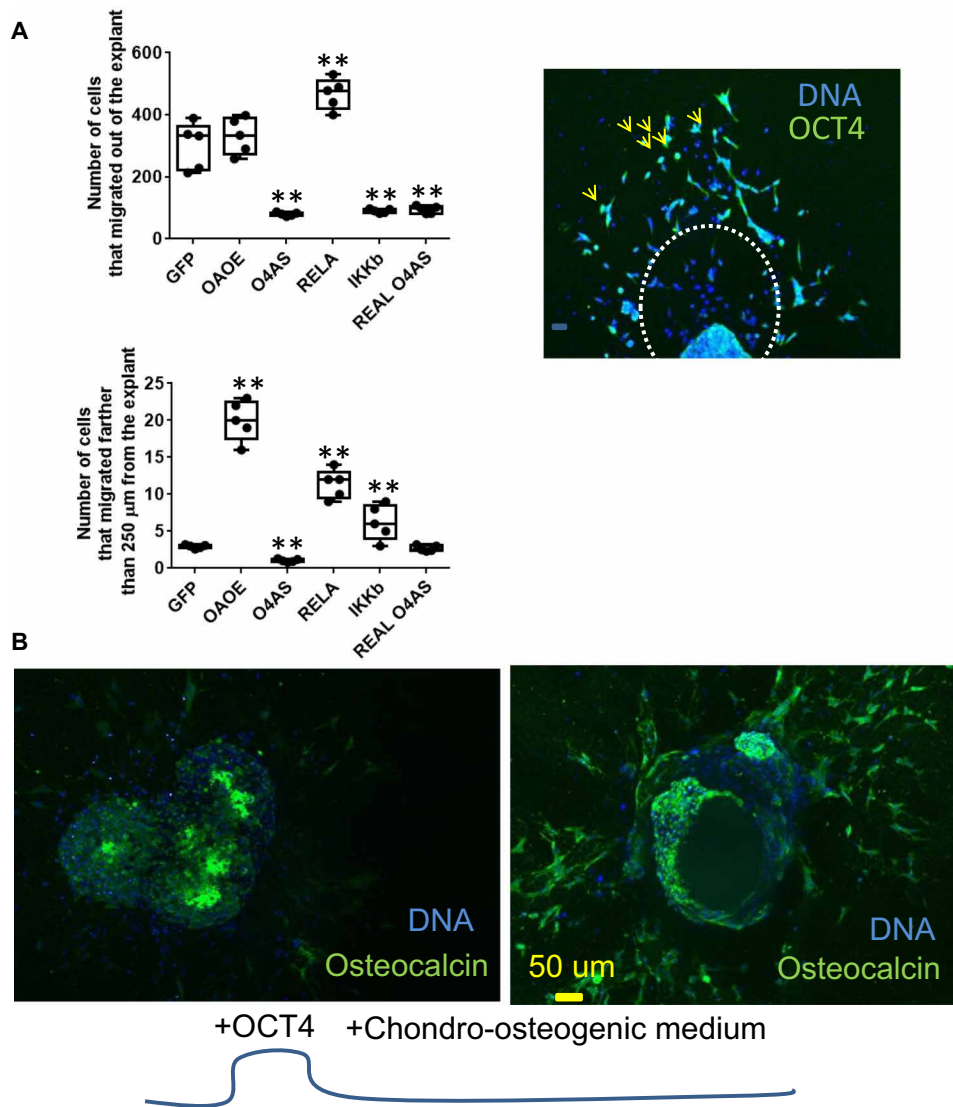 A
Number of cells
that migrated out of the explant
600
400
200
0
**
**
**
**
GFP
OAOE
O4AS
RELA
IKKb
REAL O4AS
DNA
OCT4
Number of cells
that migrated farther
than 250 µm from the explant
25
20
15
10
5
0
**
**
**
**
GFP
OAOE
O4AS
RELA
IKKb
REAL O4AS
B
DNA
Osteocalcin
50 um
DNA
Osteocalcin
+OCT4 +Chondro-osteogenic medium